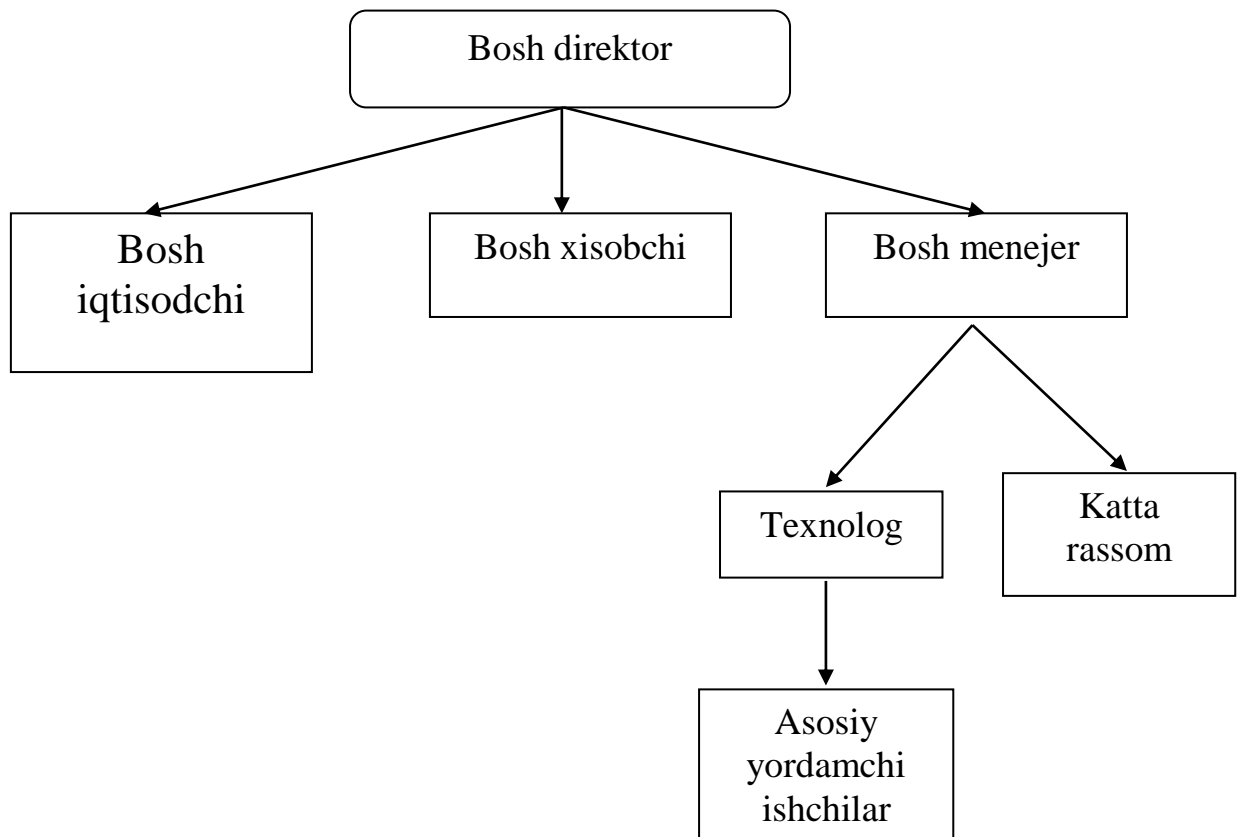 Bosh direktor
Bosh
iqtisodchi
Bosh xisobchi
Bosh menejer
Texnolog
Katta
rassom
Asosiy
yordamchi
ishchilar